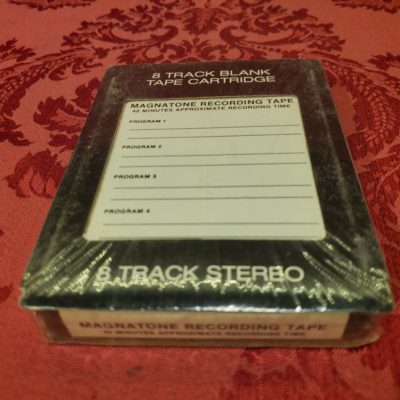 8 TRACK BLANK
TAPE CARTRIDGE
MAGNATONE RECORDING TAPE
40 MINUTES APPROXIMATE RECORDING TIME
PROGRAM 1
PROGRAM 2
PROGRAM 3
PROGRAM 4
8 TRACK STEREO
MAGNATONE RECORDING TAPE
40 MINUTES APPROXIMATE RECORDING TIME